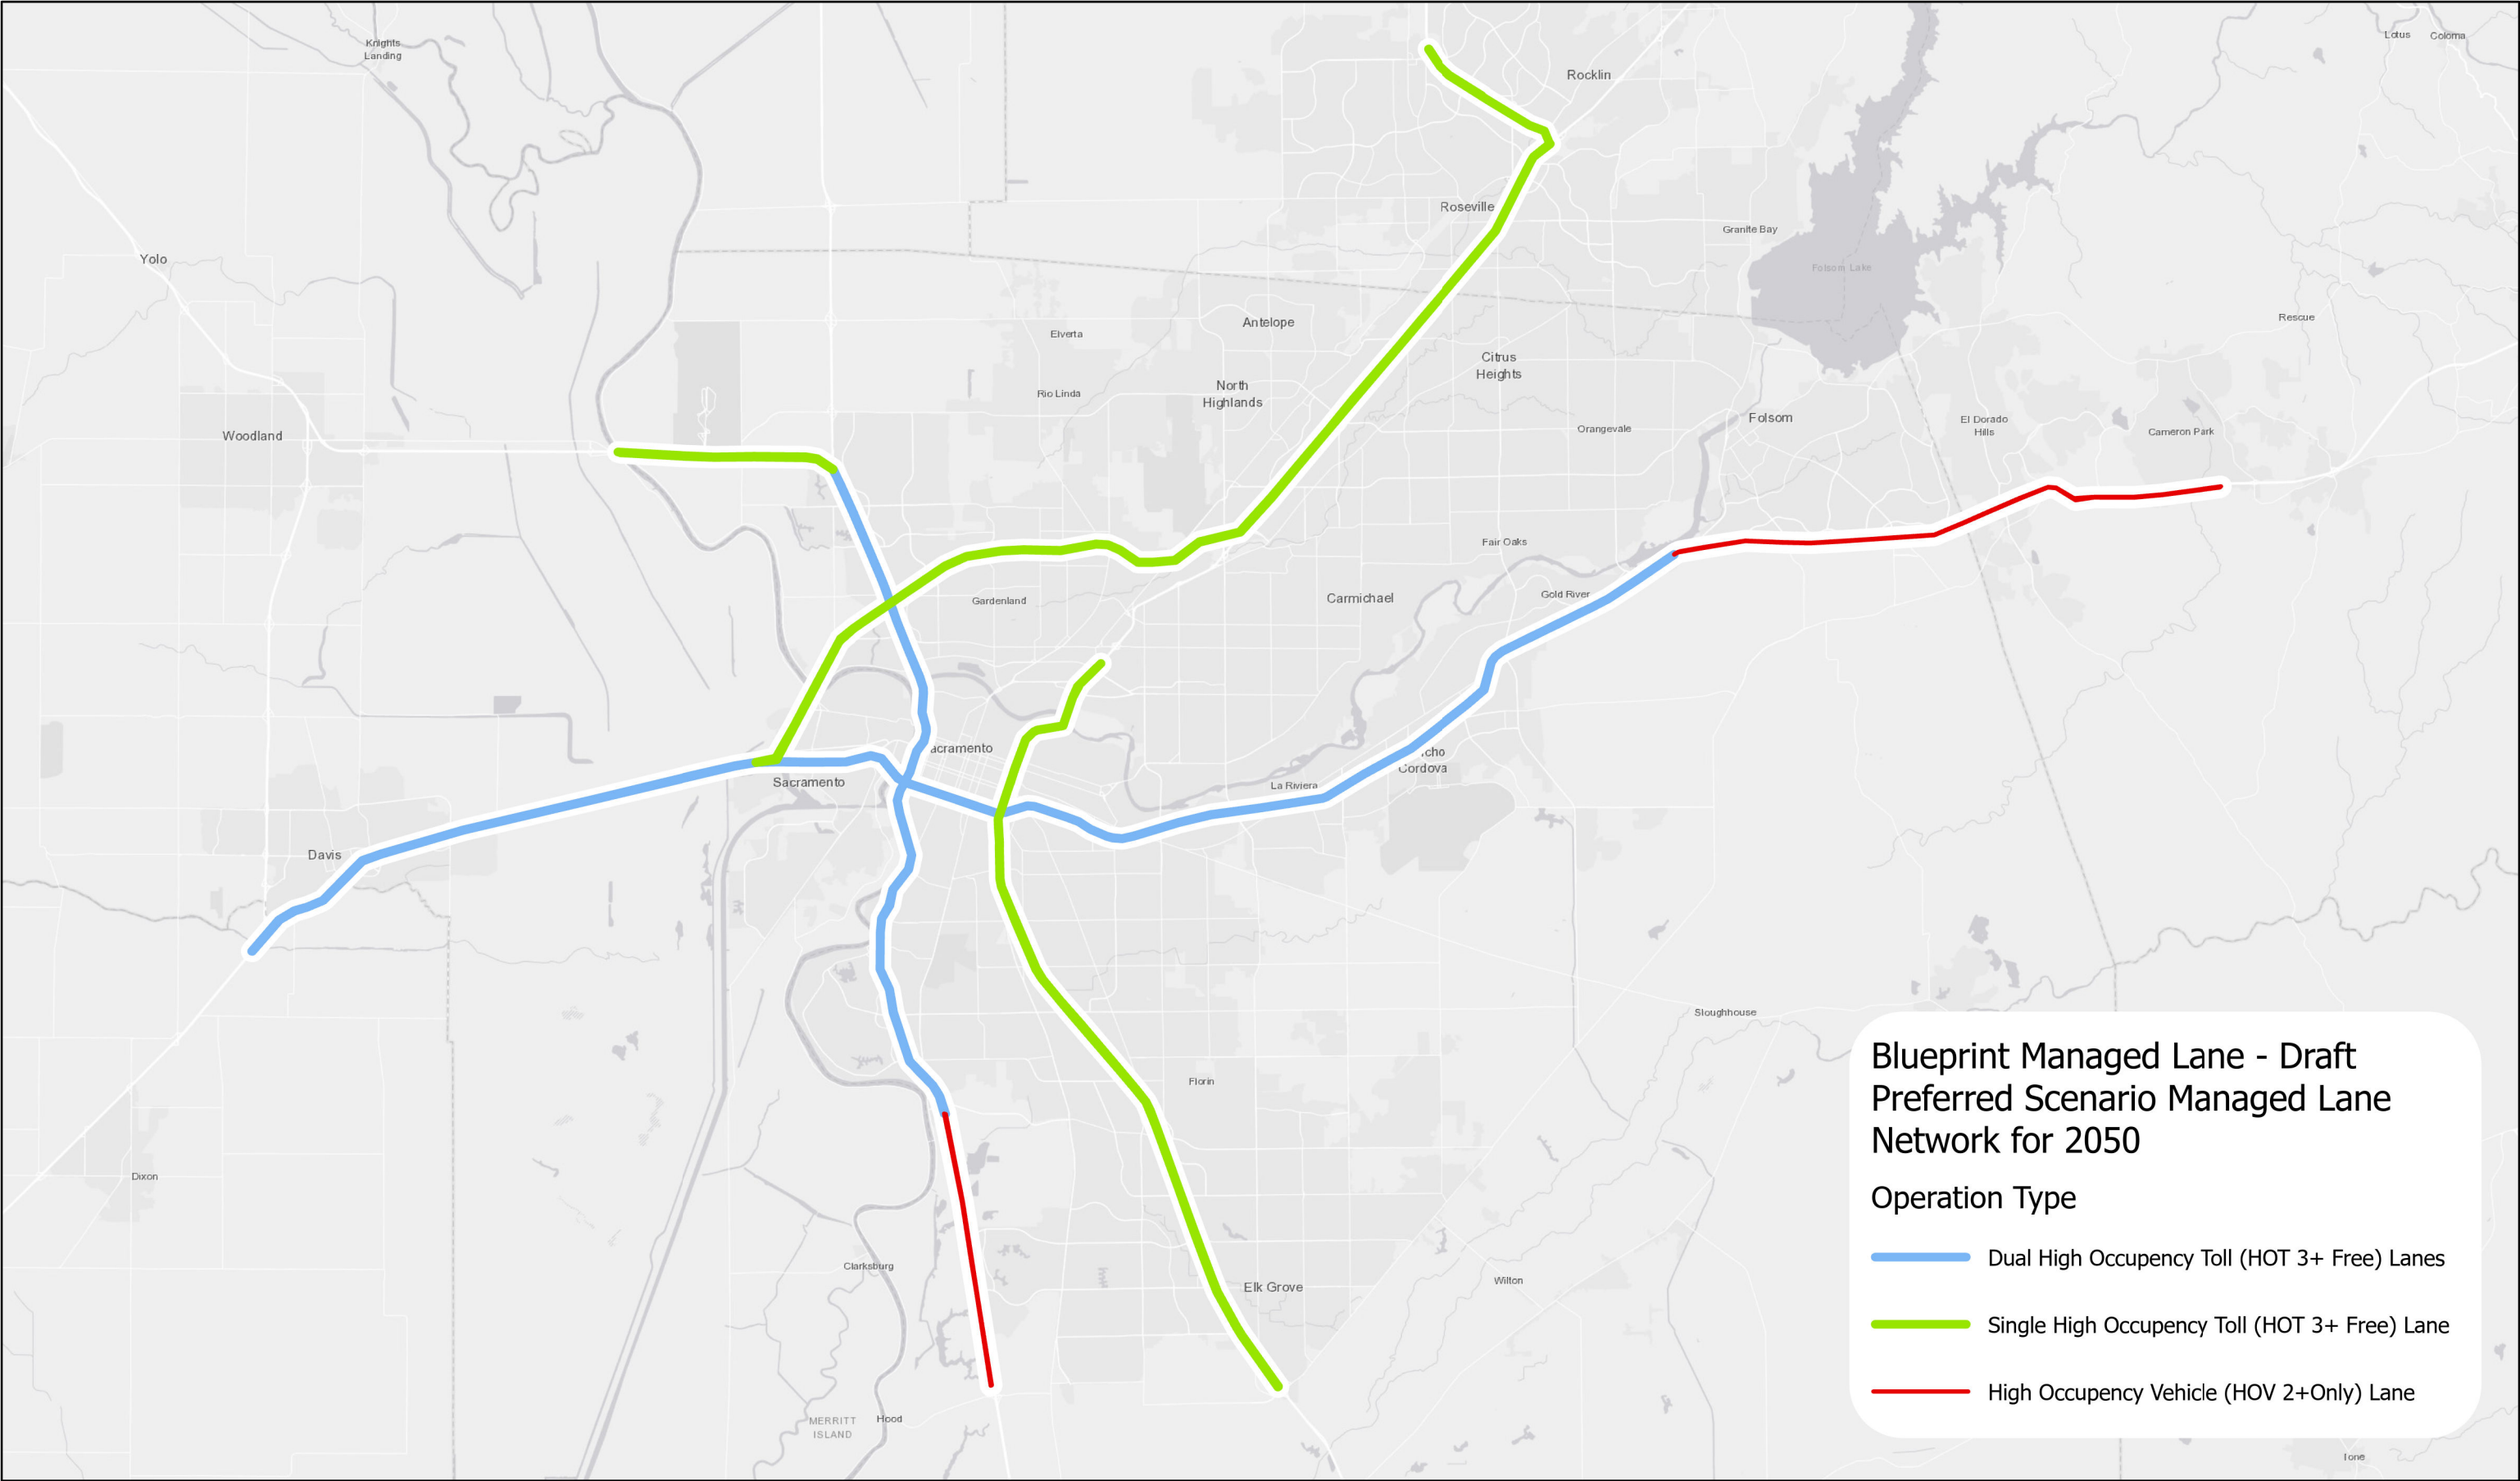 Knights
Landing
Lotus
Coloma
Rocklin
Roseville
Granite Bay
Yolo
Folsom Lake
Rescue
Antelope
Elverta
Citrus
Heights
North
Highlands
Rio Linda
Folsom
El Dorado
Hills
Cameron Park
Orangevale
Woodland
Fair Oaks
Gold River
Carmichael
Gardenland
acramento
cho
Cordova
Sacramento
La Riviera
Davis
Sloughhouse
Florin
Dixon
Clarksburg
Elk Grove
Wilton
MERRITT
ISLAND
Hood
Ione
Blueprint Managed Lane - Draft
Preferred Scenario Managed Lane
Network for 2050
Operation Type
Dual High Occupency Toll (HOT 3+ Free) Lanes
Single High Occupency Toll (HOT 3+ Free) Lane
High Occupency Vehicle (HOV 2+Only) Lane